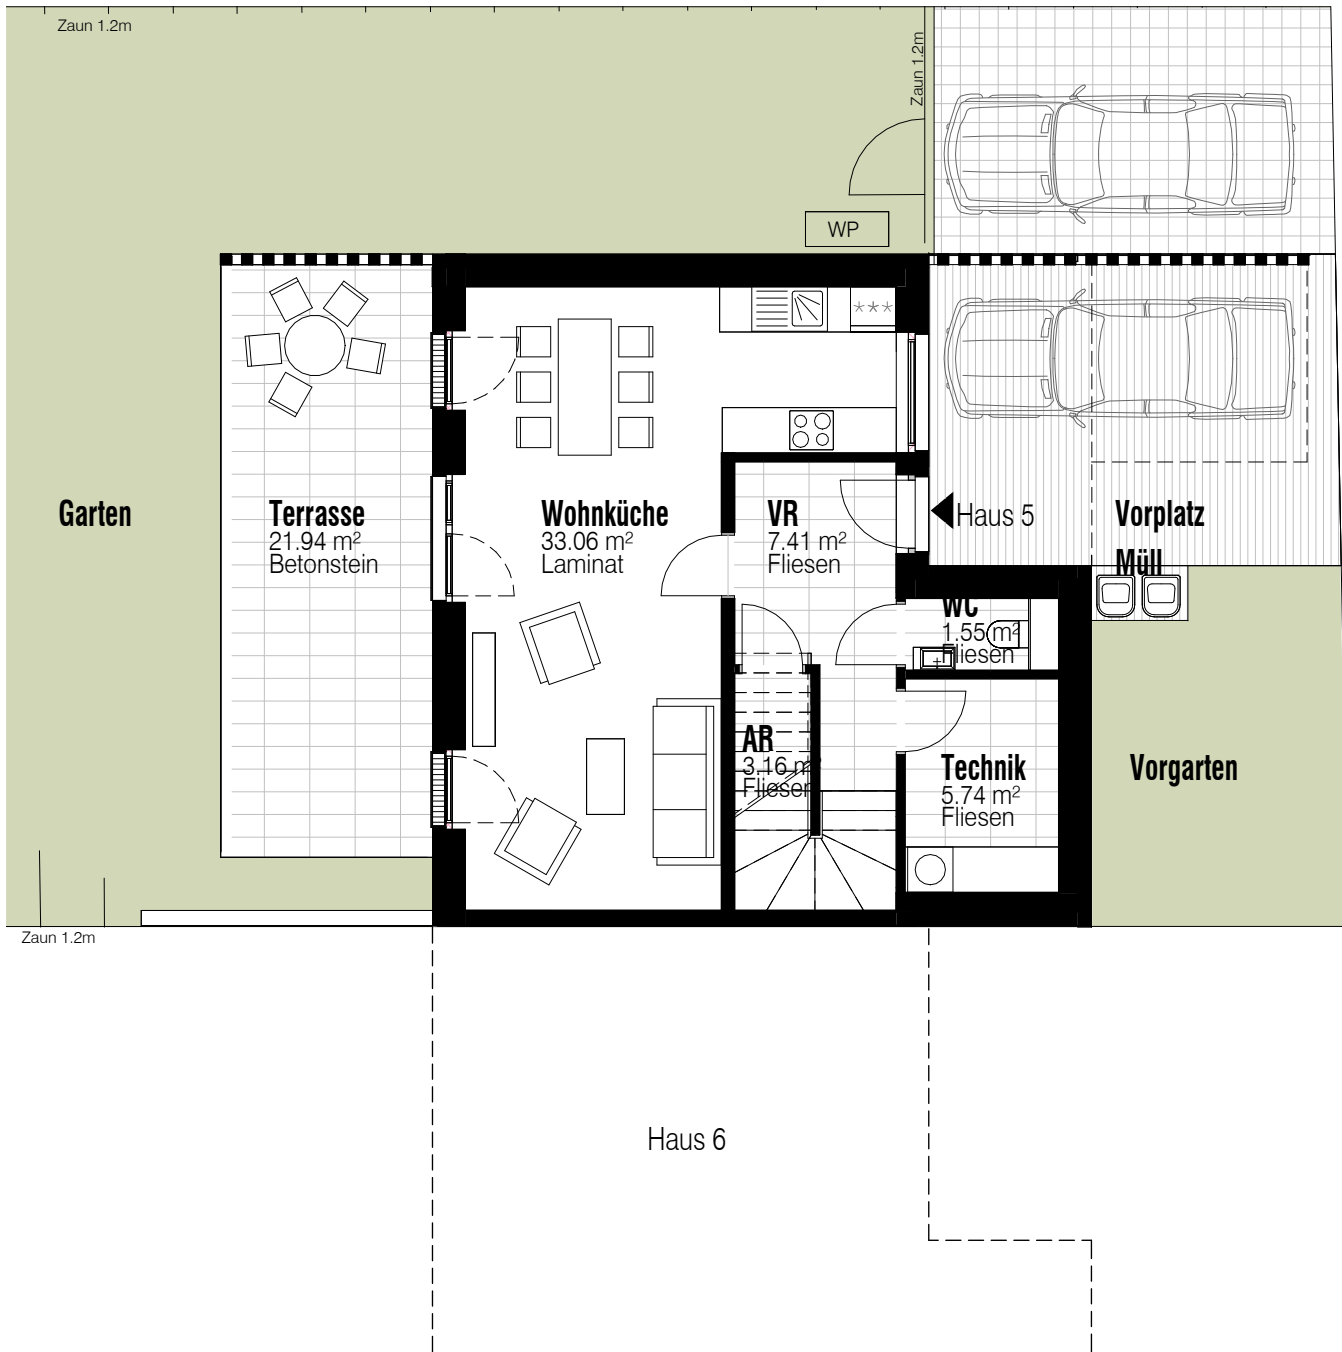 Zaun 1.2m
Zaun 1.2m
WP
***
Garten
Terrasse
21.94 m²
Betonstein
Wohnküche
33.06 m²
Laminat
VR
7.41 m²
Fliesen
Haus 5
Vorplatz
Müll
WC
1.55 m²
Fliesen
AR
3.16 m²
Fliesen
Technik
5.74 m²
Fliesen
Vorgarten
Zaun 1.2m
Haus 6